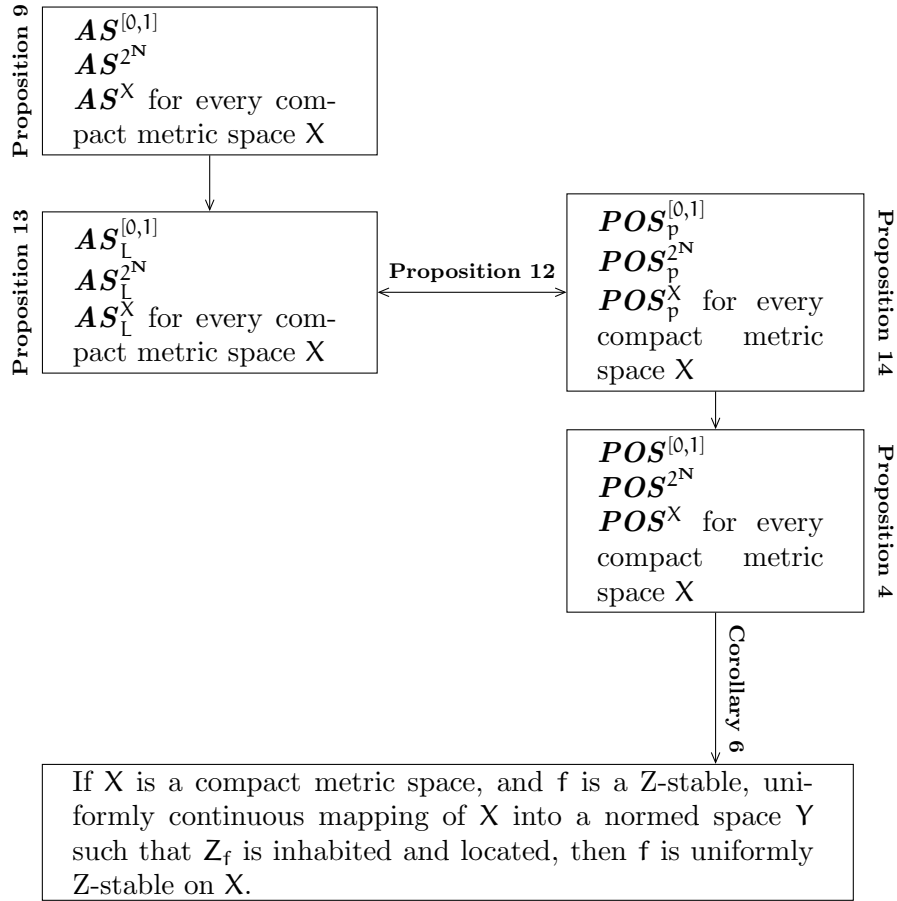 Proposition 9
AS^[0,1]
AS^2^N
AS^X for every com-
pact metric space X
Proposition 13
AS_L^[0,1]
AS_L^2^N
AS_L^X for every com-
pact metric space X
Proposition 12
POS_p^[0,1]
POS_p^2^N
POS_p^X for every
compact metric
space X
Proposition 14
POS^[0,1]
POS^2^N
POS^X for every
compact metric
space X
Proposition 4
Corollary 6
If X is a compact metric space, and f is a Z-stable, uni-
formly continuous mapping of X into a normed space Y
such that Z_f is inhabited and located, then f is uniformly
Z-stable on X.